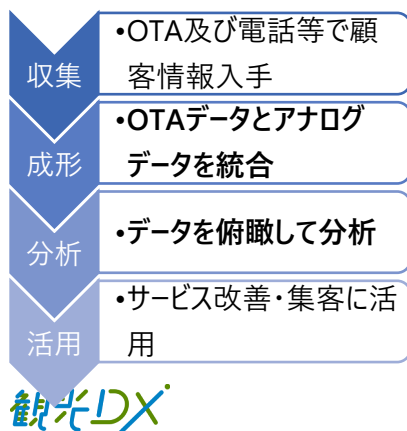 収集
•OTA及び電話等で顧
客情報入手
成形
•OTAデータとアナログ
データを統合
分析
•データを俯瞰して分析
活用
•サービス改善・集客に活
用
観光DX